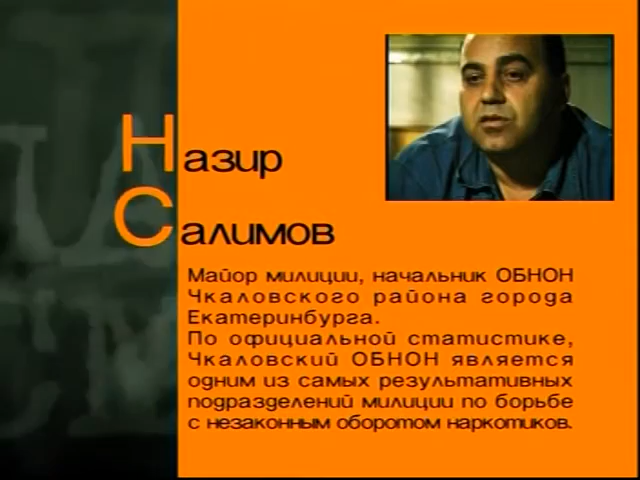 Назир
Салимов
Майор милиции, начальник ОБНОН
Чкаловского района города
Екатеринбурга.
По официальной статистике,
Чкаловский ОБНОН является
одним из самых результативных
подразделений милиции по борьбе
с незаконным оборотом наркотиков.